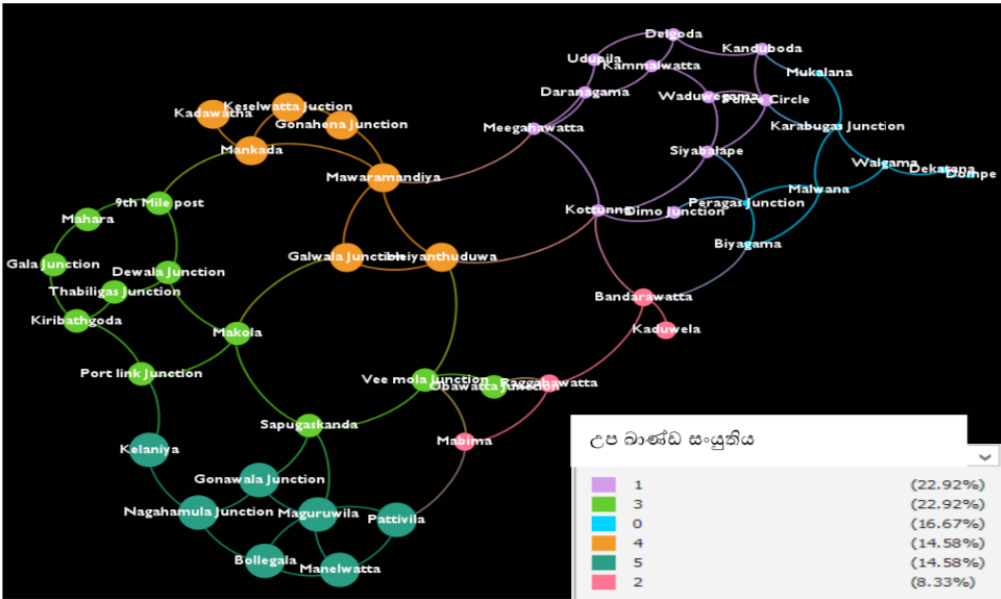 Delgoda
Kanduboda
Udupila
Kammalwatta
Mukalana
Daranagama
Waduwegama
Police Circle
Keselwatta Juction
Kadawatha
Gonahena Junction
Meegahawatta
Karabugas Junction
Mankada
Siyabalape
Walgama
Dekatana
Dompe
Mawaramandiya
Malwana
9th Mile post
Kottunna
Dimo Junction
Peragas Junction
Mahara
Biyagama
Gala Junction
Dewala Junction
Galwala Junction
Heiyanthuduwa
Thabiligas Junction
Bandarawatta
Kiribathgoda
Makola
Kaduwela
Port link Junction
Vee mola Junction
Obawatta Junction
Raggahawatta
Sapugaskanda
Mabima
Kelaniya
Gonawala Junction
Nagahamula Junction
Maguruwila
Pattivila
Bollegala
Manelwatta
උප ඛාණ්ඩ සංයුතිය
1 (22.92%)
3 (22.92%)
0 (16.67%)
4 (14.58%)
5 (14.58%)
2 (8.33%)